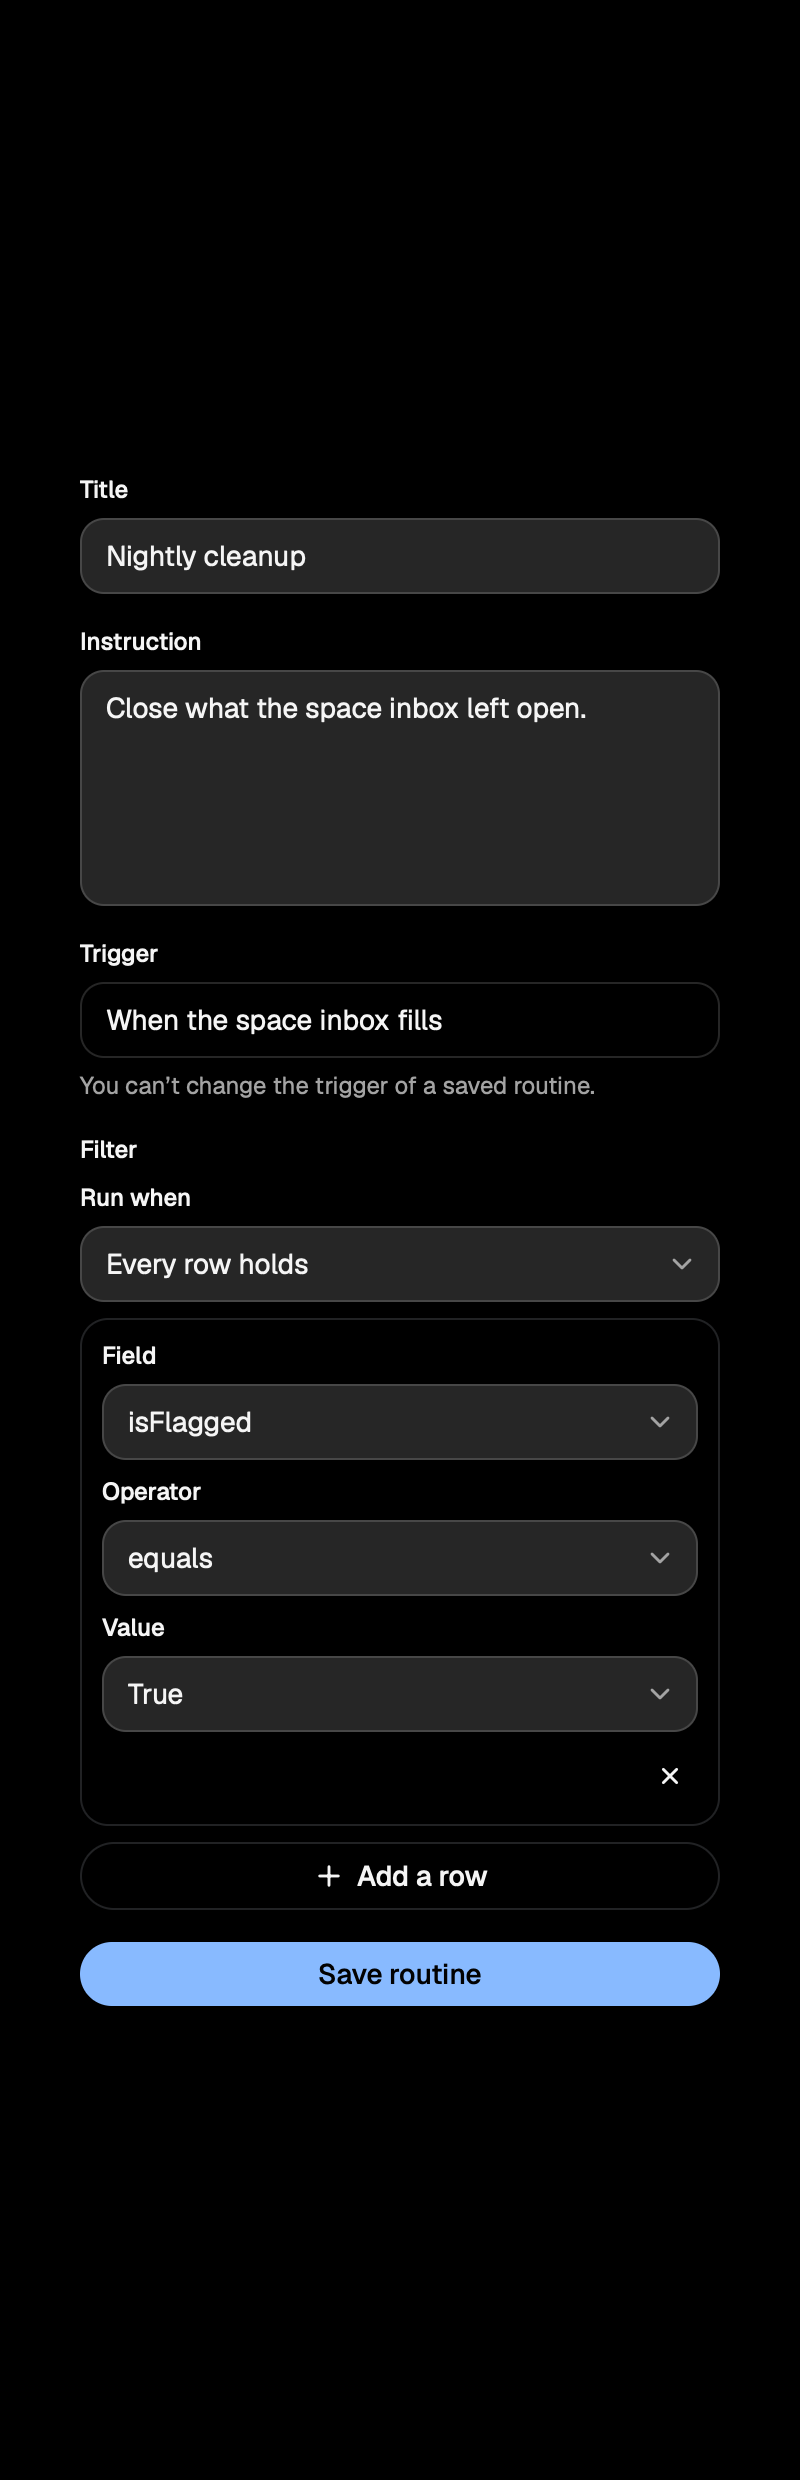 Title
Nightly cleanup
Instruction
Close what the space inbox left open.
Trigger
When the space inbox fills
You can’t change the trigger of a saved routine.
Filter
Run when
Every row holds
Field
isFlagged
Operator
equals
Value
True
Add a row
Save routine